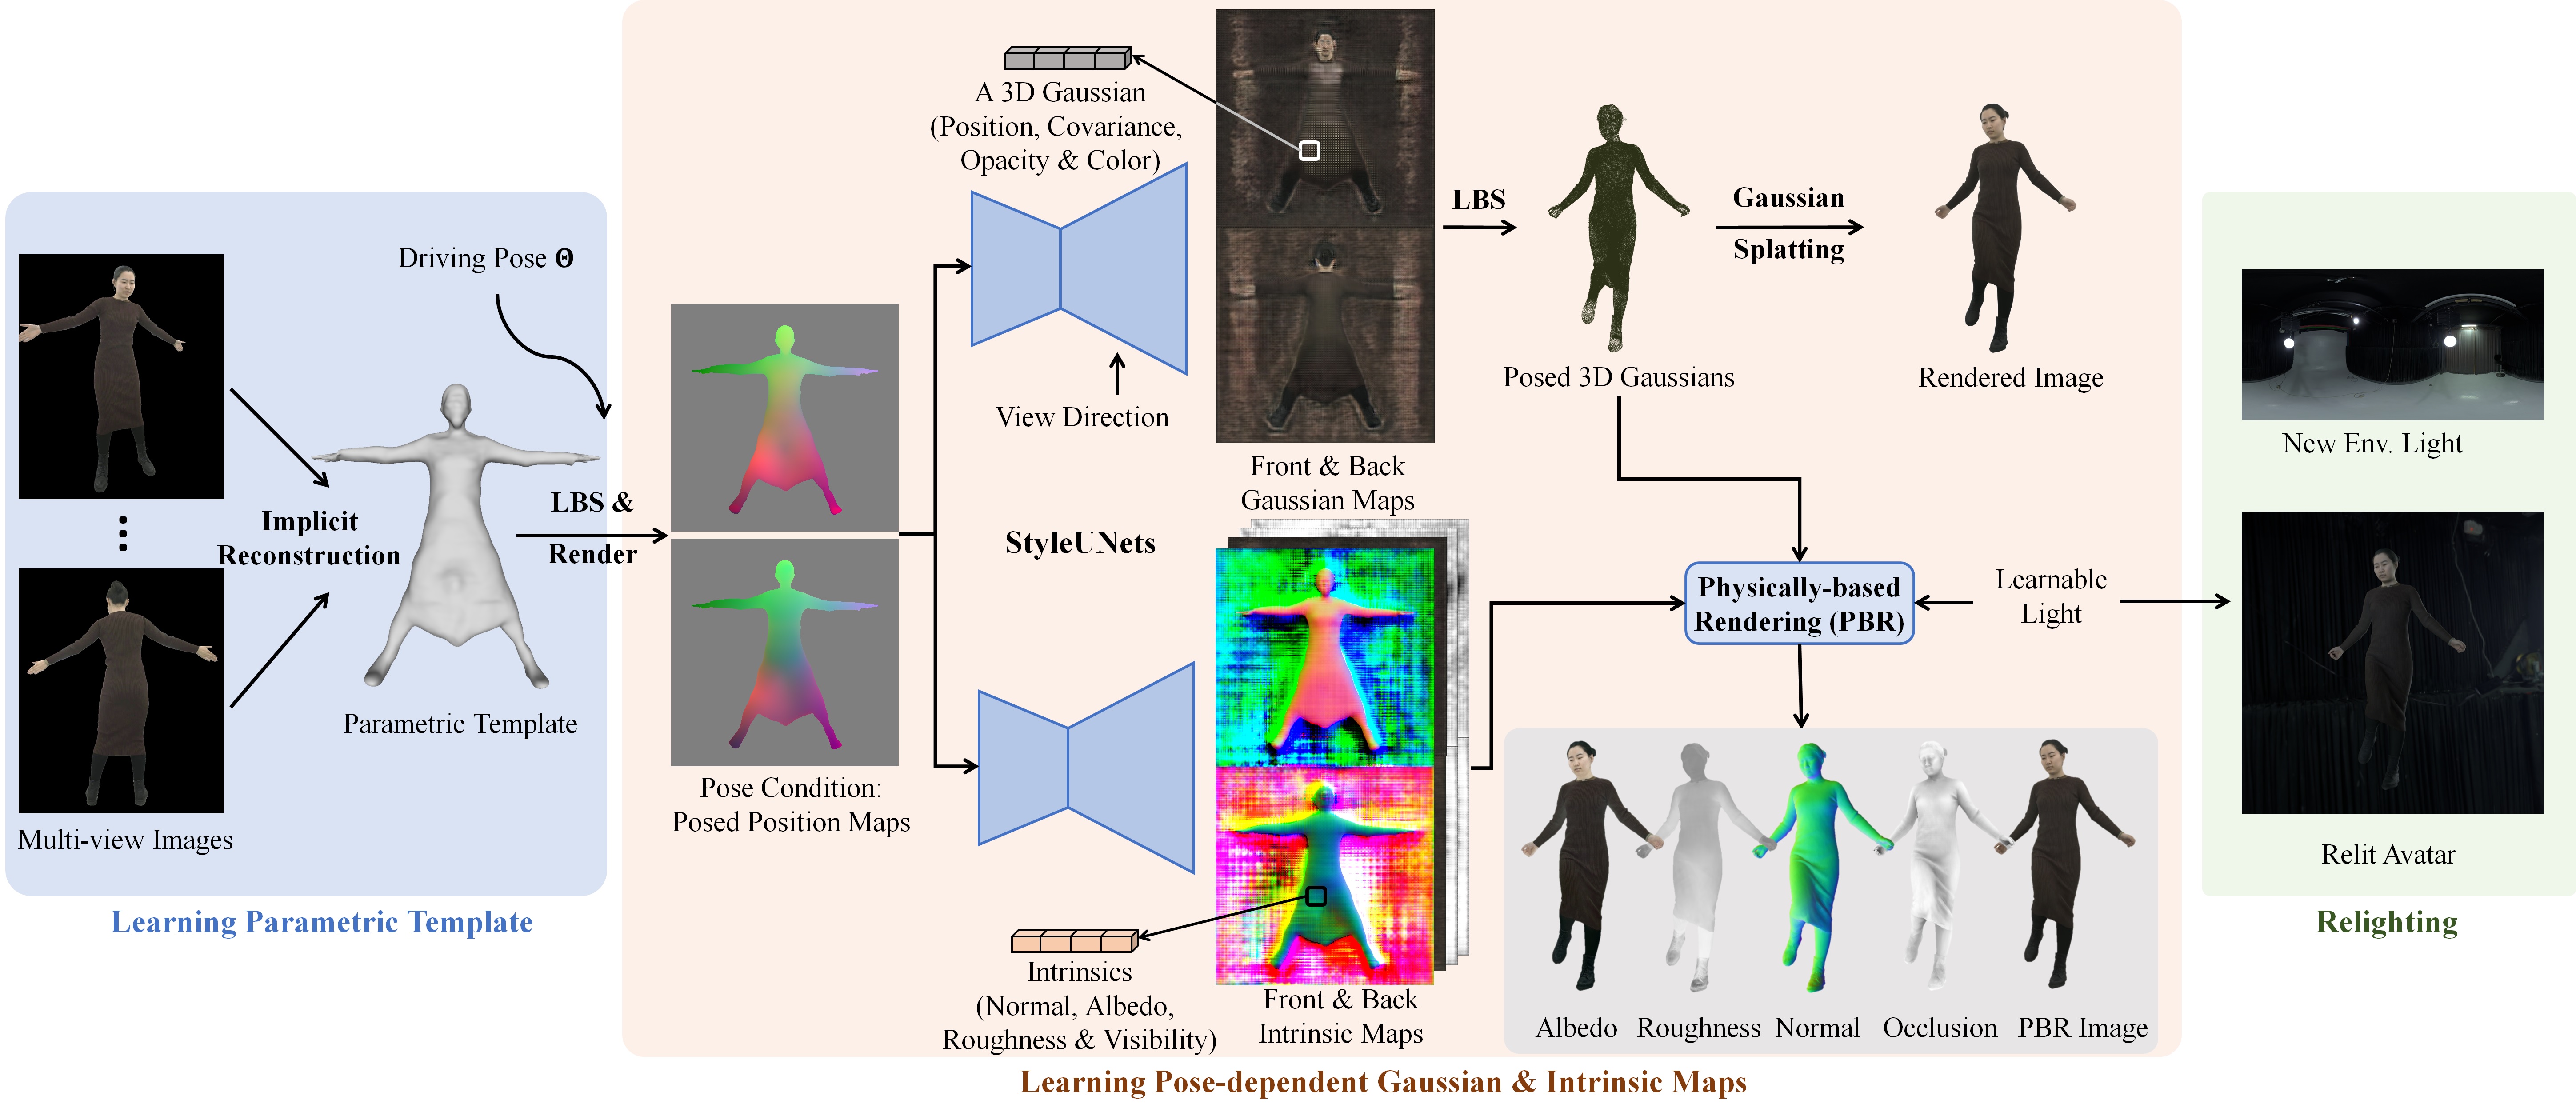 Driving Pose Θ
Implicit
Reconstruction
Multi-view Images
Parametric Template
LBS &
Render
Learning Parametric Template
A 3D Gaussian
(Position, Covariance,
Opacity & Color)
View Direction
StyleUNets
Pose Condition:
Posed Position Maps
Front & Back
Gaussian Maps
LBS
Posed 3D Gaussians
Gaussian
Splatting
Rendered Image
Intrinsics
(Normal, Albedo,
Roughness & Visibility)
Front & Back
Intrinsic Maps
Physically-based
Rendering (PBR)
Learnable
Light
Albedo
Roughness
Normal
Occlusion
PBR Image
Learning Pose-dependent Gaussian & Intrinsic Maps
New Env. Light
Relit Avatar
Relighting